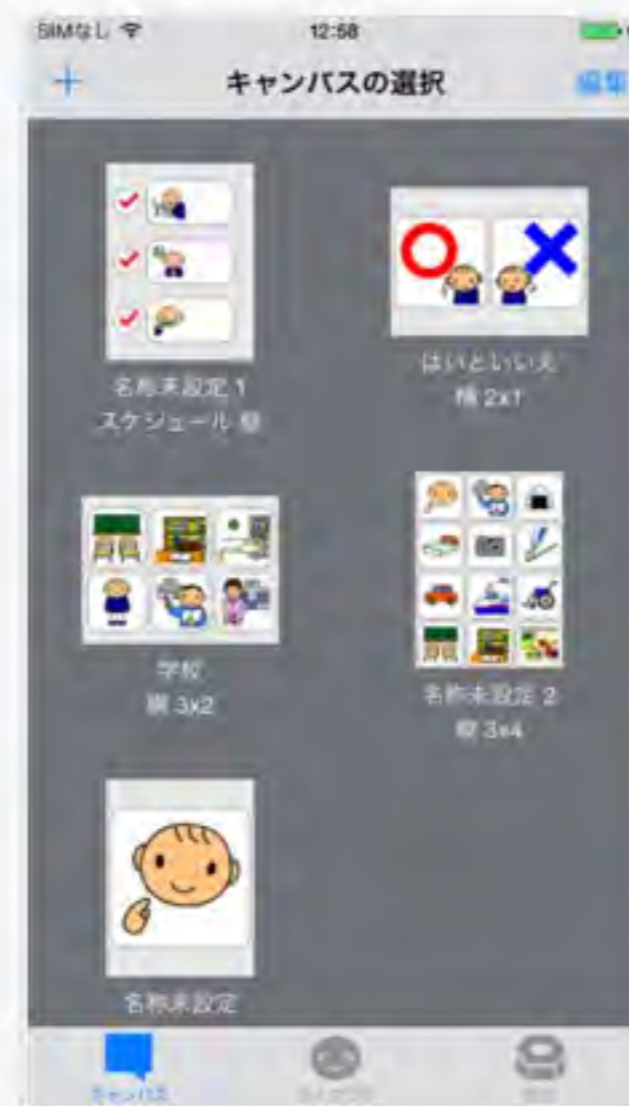 SIMなし
12:58
キャンバスの選択
編集
名称未設定 1
スケジュール 縦
はいといいえ
横 2x1
学校
横 3x2
名称未設定 2
縦 3x4
名称未設定
キャンバス